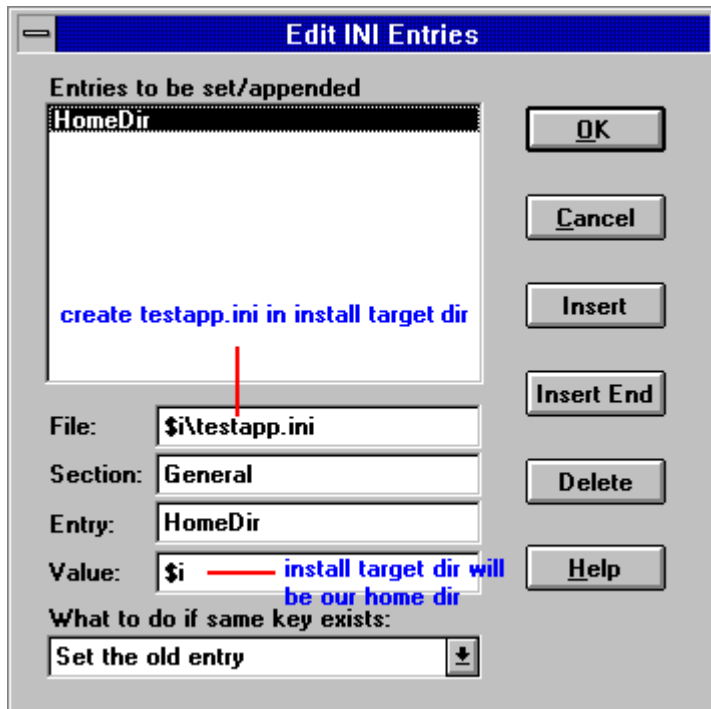 Edit INI Entries
Entries to be set/appended
HomeDir
OK
Cancel
create testapp.ini in install target dir
Insert
Insert End
File: $i\testapp.ini
Section: General
Delete
Entry: HomeDir
Value: $i
install target dir will
be our home dir
Help
What to do if same key exists:
Set the old entry